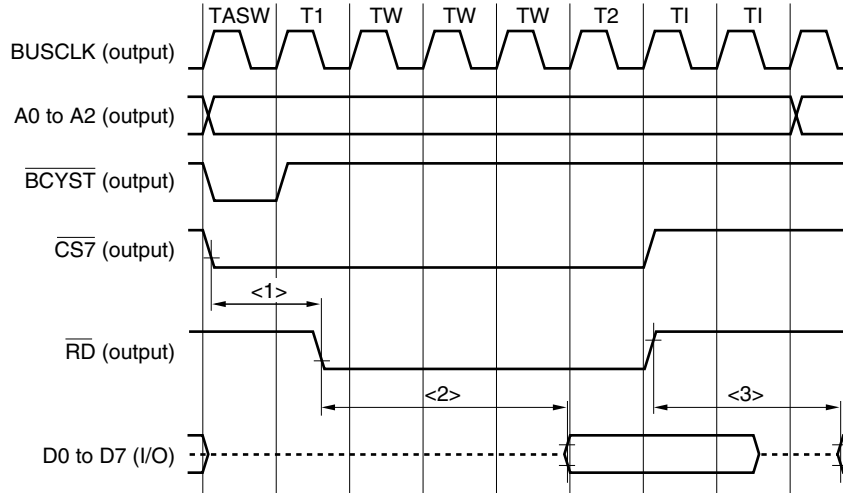 TASW T1 TW TW TW T2 TI TI
BUSCLK (output)
A0 to A2 (output)
BCYST (output)
CS7 (output)
<1>
RD (output)
<2> <3>
D0 to D7 (I/O)